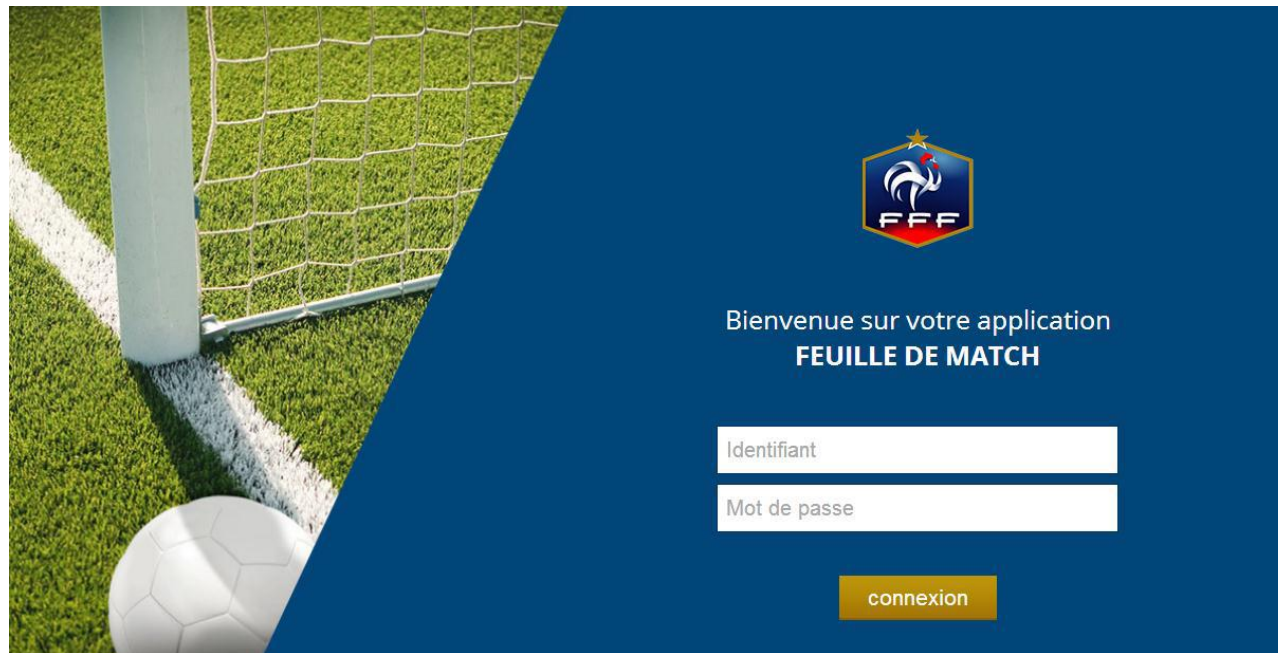 FFF
Bienvenue sur votre application
FEUILLE DE MATCH
Identifiant
Mot de passe
connexion